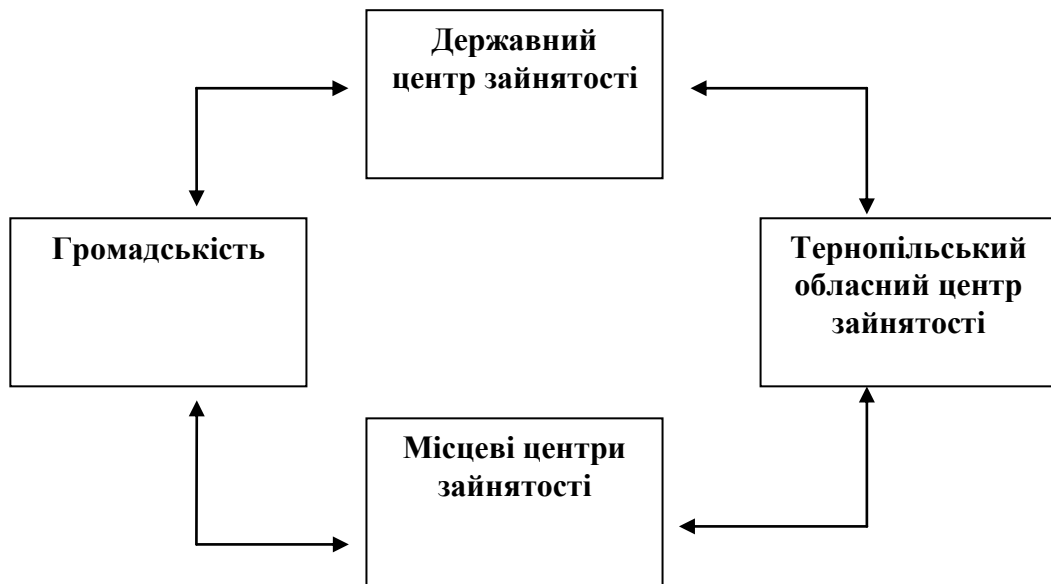 Державний
центр зайнятості
Громадськість
Тернопільський
обласний центр
зайнятості
Місцеві центри
зайнятості